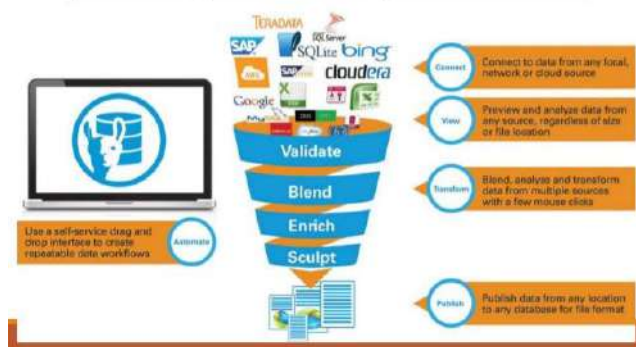 TERADATA
SQL Server
SAP
SQLite
bing
SAP
cloudera
Google
My
Validate
Blend
Enrich
Sculpt
Use a self-service drag and
drop interface to create
repeatable data workflows
Automate
Connect
Connect to data from any local,
network or cloud source
View
Preview and analyze data from
any source, regardless of size
or file location
Transform
Blend, analyze and transform
data from multiple sources
with a few mouse clicks
Publish
Publish data from any location
to any database for file format